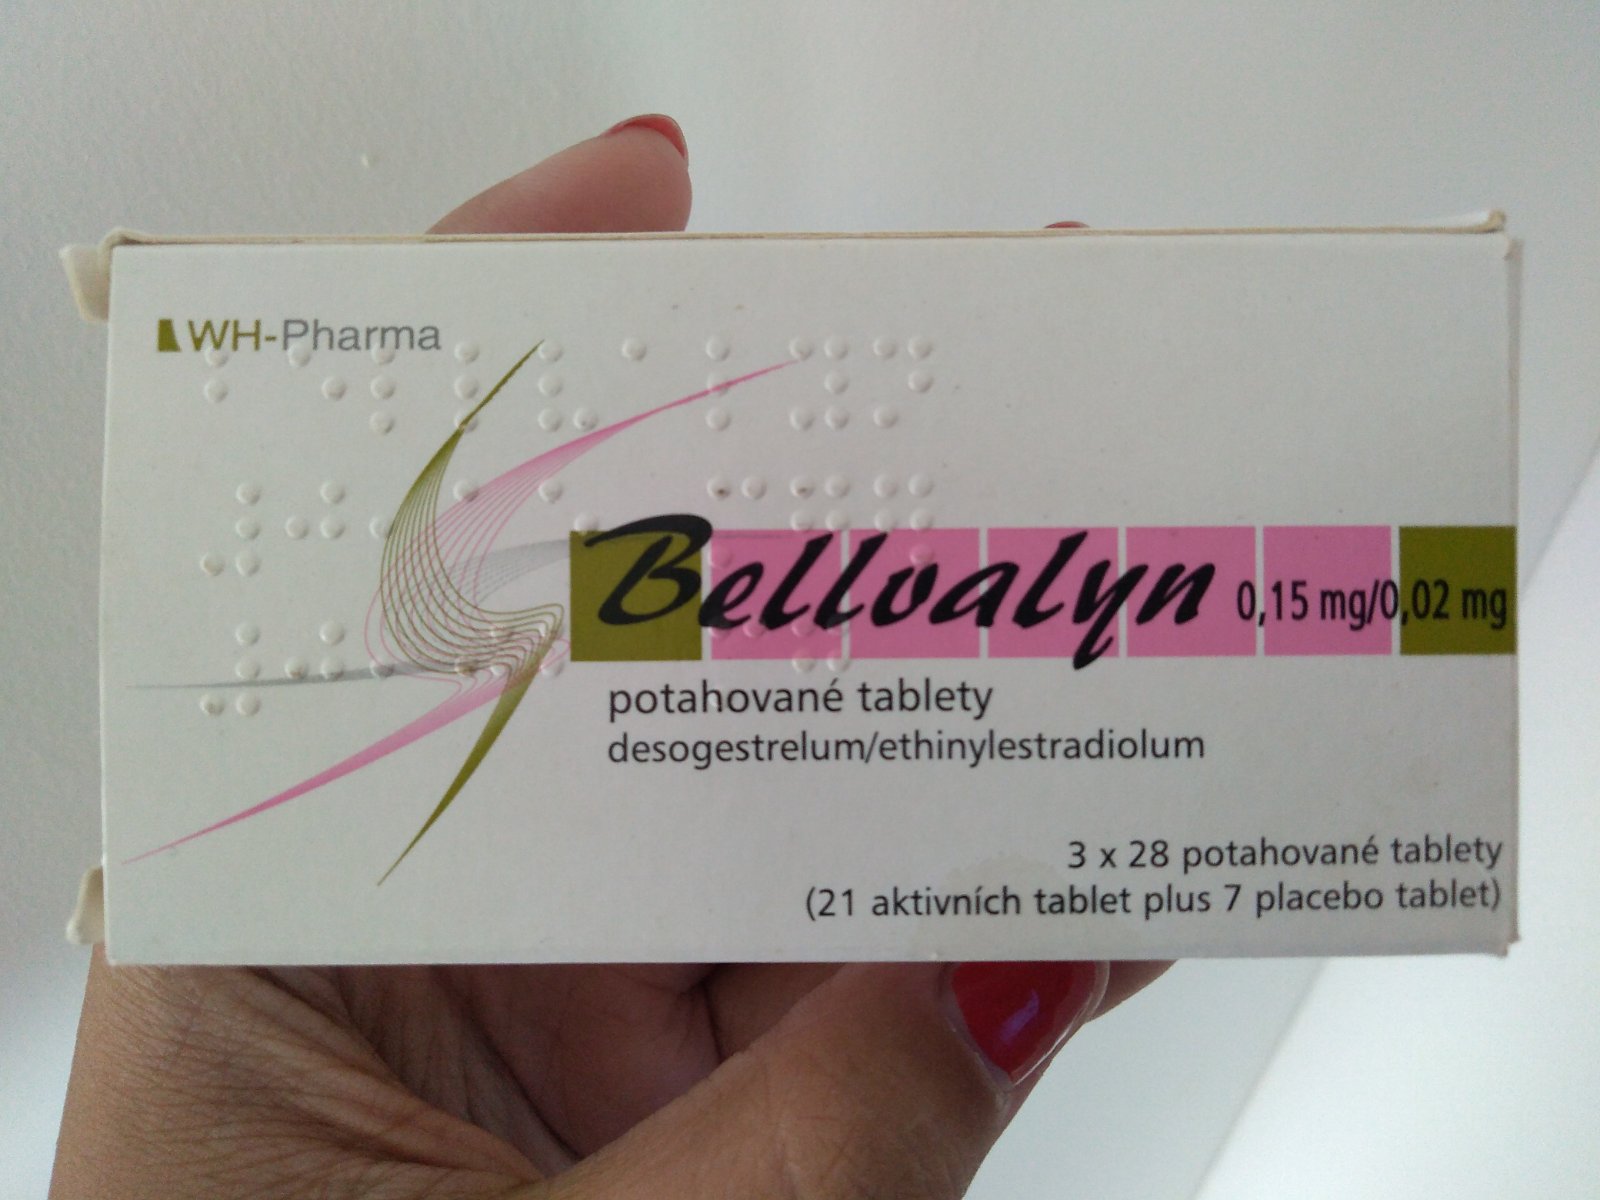 WH-Pharma
Bellvalyn 0,15 mg/0,02 mg
potahované tablety
desogestrelum/ethinylestradiolum
3 x 28 potahované tablety
(21 aktivních tablet plus 7 placebo tablet)